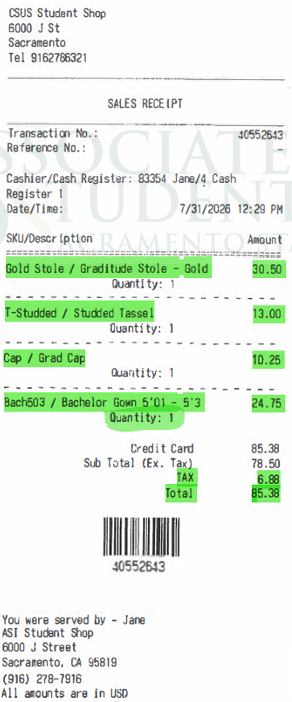 CSUS Student Shop
6000 J St
Sacramento
Tel 9162786321
SALES RECEIPT
Transaction No.: 40552643
Reference No.: -
Cashier/Cash Register: 83354 Jane/4 Cash
Register 1
Date/Time: 7/31/2026 12:29 PM
SKU/Description Amount
Gold Stole / Graditude Stole - Gold 30.50
Quantity: 1
T-Studded / Studded Tassel 13.00
Quantity: 1
Cap / Grad Cap 10.25
Quantity: 1
Bach503 / Bachelor Gown 5'01 - 5'3 24.75
Quantity: 1
Credit Card 85.38
Sub Total (Ex. Tax) 78.50
TAX 6.88
Total 85.38
40552643
You were served by - Jane
ASI Student Shop
6000 J Street
Sacramento, CA 95819
(916) 278-7916
All amounts are in USD
ASSOCIATED
STUDENTS
SACRAMENTO